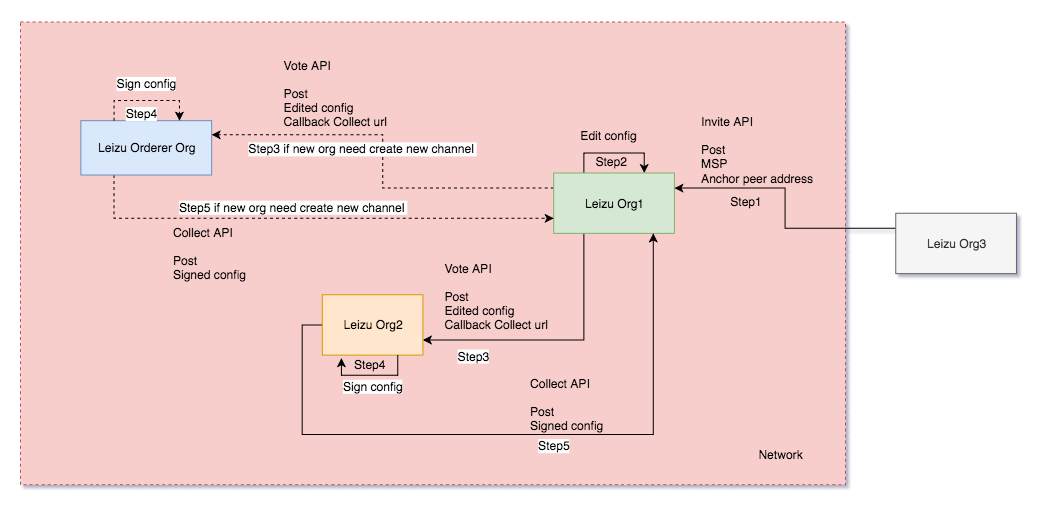 Vote API
Post
Edited config
Callback Collect url
Sign config
Step4
Leizu Orderer Org
Step3 if new org need create new channel
Edit config
Step2
Invite API
Post
MSP
Anchor peer address
Step1
Leizu Org1
Leizu Org3
Step5 if new org need create new channel
Collect API
Post
Signed config
Vote API
Post
Edited config
Callback Collect url
Leizu Org2
Step4
Sign config
Step3
Collect API
Post
Signed config
Step5
Network